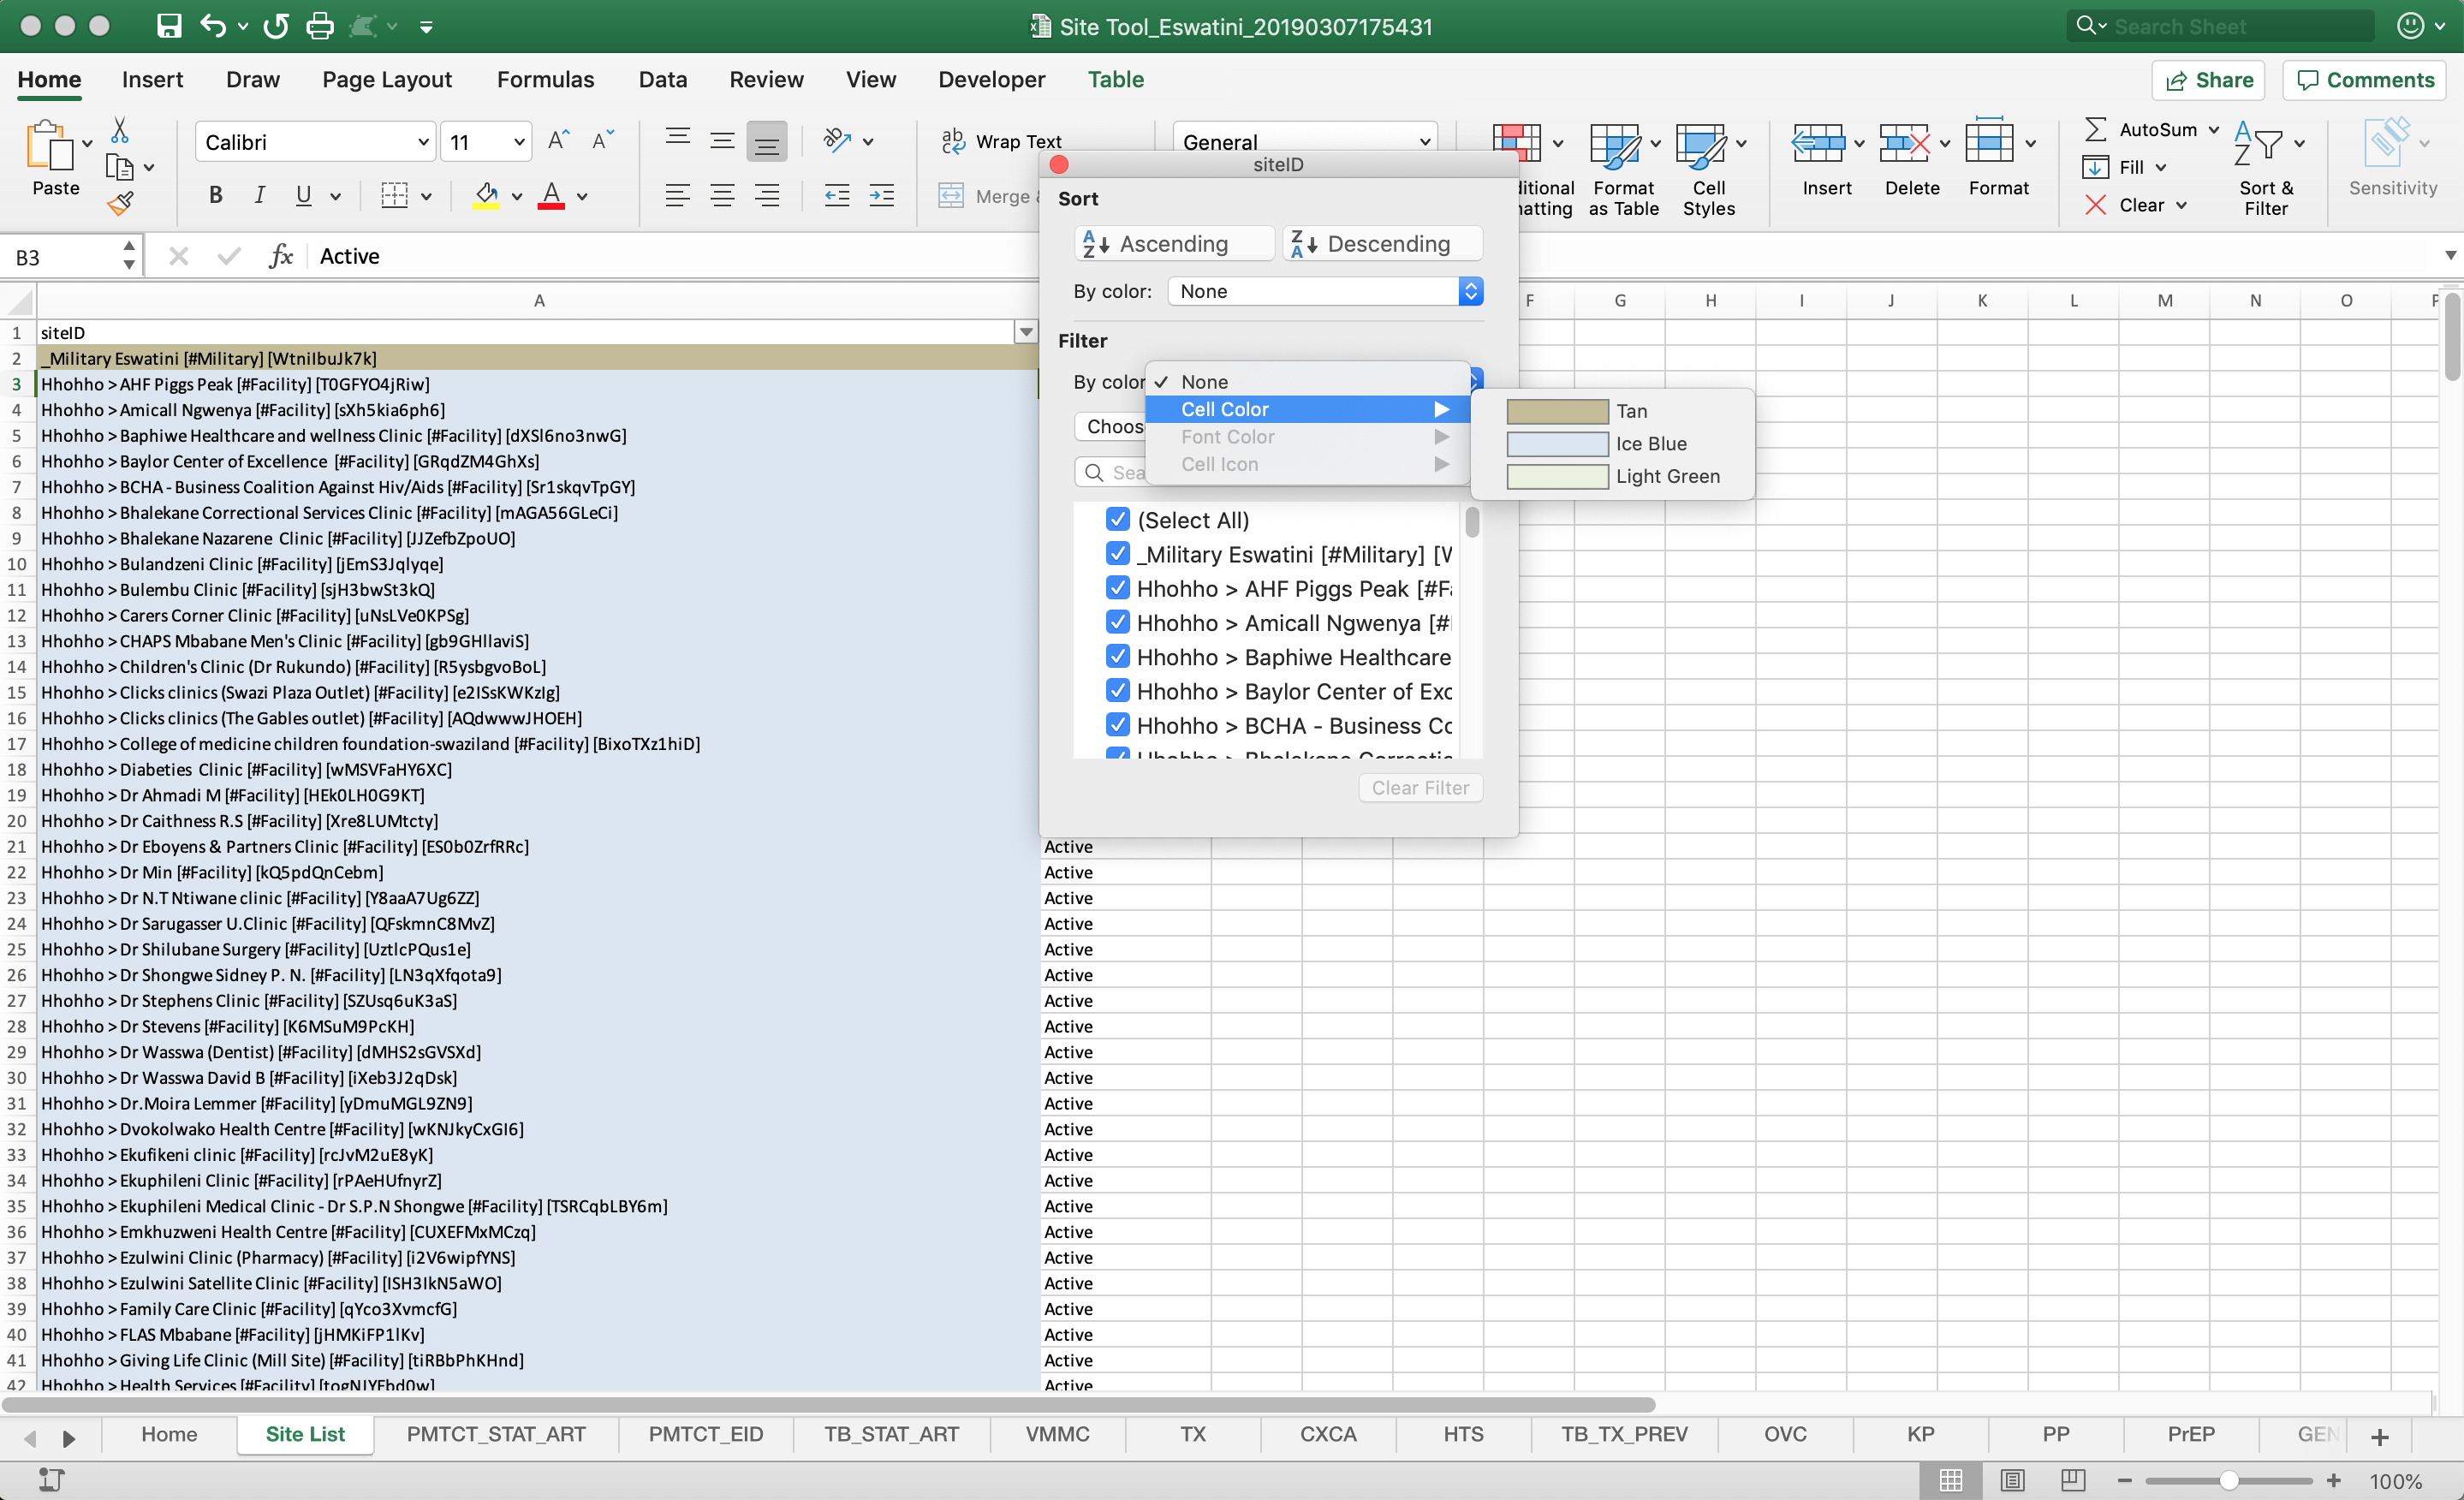 Site Tool_Eswatini_20190307175431
Search Sheet
Home Insert Draw Page Layout Formulas Data Review View Developer Table
Share Comments
Paste
Calibri 11
Wrap Text
Merge
General
Format as Table
Cell Styles
Insert Delete Format
AutoSum
Fill
Clear
Sort & Filter
Sensitivity
B3 fx Active
siteID
Sort
Ascending Descending
By color: None
Filter
By color
None
Cell Color
Font Color
Cell Icon
Tan
Ice Blue
Light Green
(Select All)
_Military Eswatini [#Military]
Hhohho > AHF Piggs Peak
Hhohho > Amicall Ngwenya
Hhohho > Baphiwe Healthcare
Hhohho > Baylor Center of
Hhohho > BCHA - Business
Clear Filter
A F G H I J K L M N O
1 siteID
2 _Military Eswatini [#Military] [WtniIbuJk7k]
3 Hhohho > AHF Piggs Peak [#Facility] [T0GFYO4jRiw]
4 Hhohho > Amicall Ngwenya [#Facility] [sXh5kia6ph6]
5 Hhohho > Baphiwe Healthcare and wellness Clinic [#Facility] [dXSl6no3nwG]
6 Hhohho > Baylor Center of Excellence [#Facility] [GRqdZM4GhXs]
7 Hhohho > BCHA - Business Coalition Against Hiv/Aids [#Facility] [Sr1skqvTpGY]
8 Hhohho > Bhalekane Correctional Services Clinic [#Facility] [mAGA56GLeCi]
9 Hhohho > Bhalekane Nazarene Clinic [#Facility] [JJZefbZpoUO]
10 Hhohho > Bulandzeni Clinic [#Facility] [jEmS3Jqlyqe]
11 Hhohho > Bulembu Clinic [#Facility] [sjH3bwSt3kQ]
12 Hhohho > Carers Corner Clinic [#Facility] [uNsLVe0KPSg]
13 Hhohho > CHAPS Mbabane Men's Clinic [#Facility] [gb9GHllaviS]
14 Hhohho > Children's Clinic (Dr Rukundo) [#Facility] [R5ysbgvoBoL]
15 Hhohho > Clicks clinics (Swazi Plaza Outlet) [#Facility] [e2ISsKWKzIg]
16 Hhohho > Clicks clinics (The Gables outlet) [#Facility] [AQdwwwJHOEH]
17 Hhohho > College of medicine children foundation-swaziland [#Facility] [BixoTXz1hiD]
18 Hhohho > Diabeties Clinic [#Facility] [wMSVFaHY6XC]
19 Hhohho > Dr Ahmadi M [#Facility] [HEk0LH0G9KT]
20 Hhohho > Dr Caithness R.S [#Facility] [Xre8LUMtcty]
21 Hhohho > Dr Eboyens & Partners Clinic [#Facility] [ES0b0ZrfRRc] Active
22 Hhohho > Dr Min [#Facility] [kQ5pdQnCebm] Active
23 Hhohho > Dr N.T Ntiwane clinic [#Facility] [Y8aaA7Ug6ZZ] Active
24 Hhohho > Dr Sarugasser U.Clinic [#Facility] [QFskmnC8MvZ] Active
25 Hhohho > Dr Shilubane Surgery [#Facility] [UztlcPQus1e] Active
26 Hhohho > Dr Shongwe Sidney P. N. [#Facility] [LN3qXfqota9] Active
27 Hhohho > Dr Stephens Clinic [#Facility] [SZUsq6uK3aS] Active
28 Hhohho > Dr Stevens [#Facility] [K6MSuM9PcKH] Active
29 Hhohho > Dr Wasswa (Dentist) [#Facility] [dMHS2sGVSXd] Active
30 Hhohho > Dr Wasswa David B [#Facility] [iXeb3J2qDsk] Active
31 Hhohho > Dr.Moira Lemmer [#Facility] [yDmuMGL9ZN9] Active
32 Hhohho > Dvokolwako Health Centre [#Facility] [wKNJkyCxGI6] Active
33 Hhohho > Ekufikeni clinic [#Facility] [rcJvM2uE8yK] Active
34 Hhohho > Ekuphileni Clinic [#Facility] [rPAeHUfnyrZ] Active
35 Hhohho > Ekuphileni Medical Clinic - Dr S.P.N Shongwe [#Facility] [TSRCqbLBY6m] Active
36 Hhohho > Emkhuzweni Health Centre [#Facility] [CUXEFMxMCzq] Active
37 Hhohho > Ezulwini Clinic (Pharmacy) [#Facility] [i2V6wipfYNS] Active
38 Hhohho > Ezulwini Satellite Clinic [#Facility] [ISH3IkN5aWO] Active
39 Hhohho > Family Care Clinic [#Facility] [qYco3XvmcfG] Active
40 Hhohho > FLAS Mbabane [#Facility] [jHMKiFP1lKv] Active
41 Hhohho > Giving Life Clinic (Mill Site) [#Facility] [tiRBbPhKHnd] Active
42 Hhohho > Health Services [#Facility] [togNJYFbd0w] Active
Home Site List PMTCT_STAT_ART PMTCT_EID TB_STAT_ART VMMC TX CXCA HTS TB_TX_PREV OVC KP PP PrEP GEN
100%